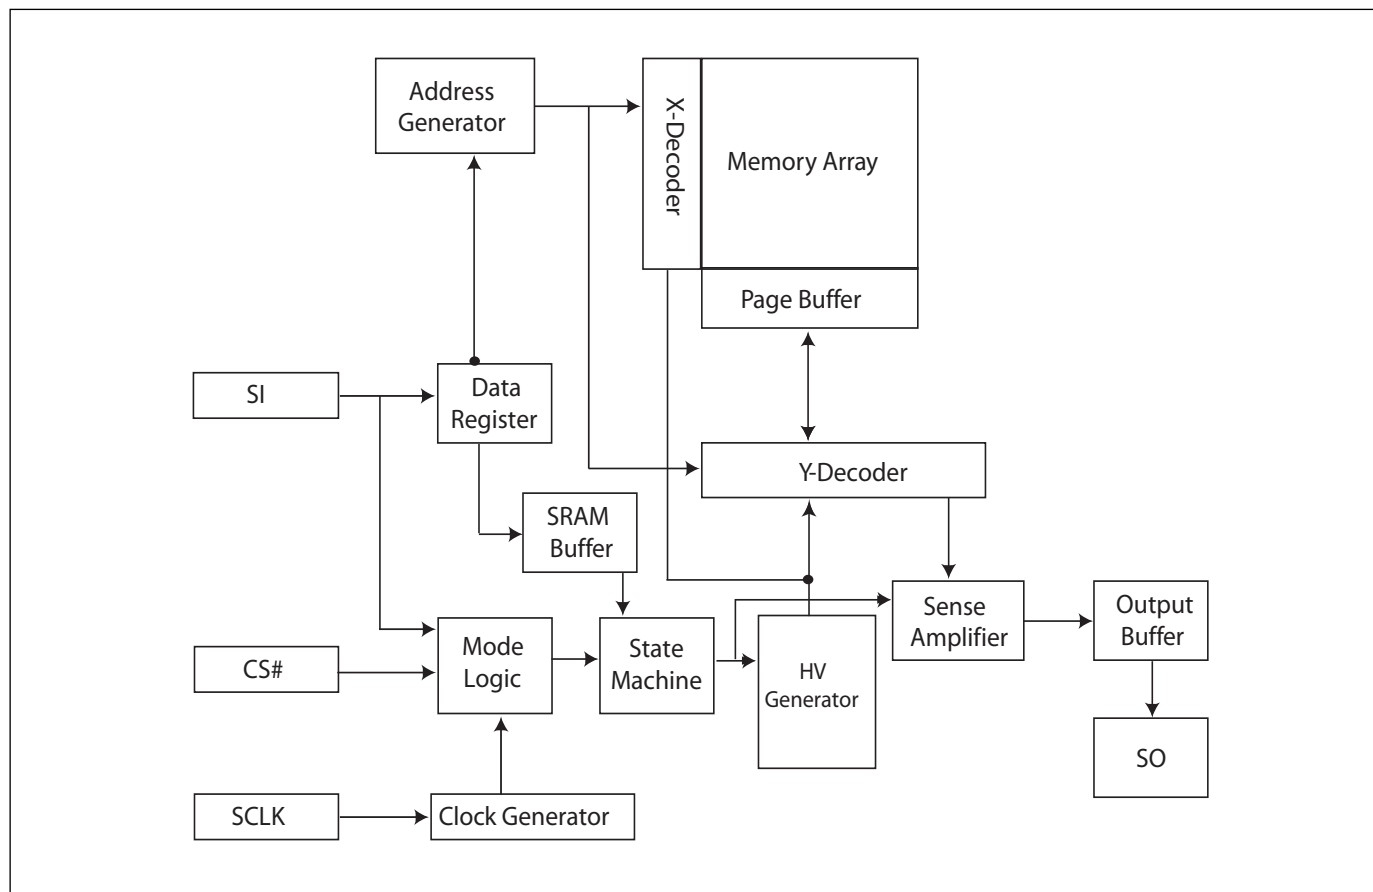 Address
Generator
X-Decoder
Memory Array
Page Buffer
SI
Data
Register
Y-Decoder
SRAM
Buffer
Sense
Amplifier
Output
Buffer
CS#
Mode
Logic
State
Machine
HV
Generator
SO
SCLK
Clock Generator